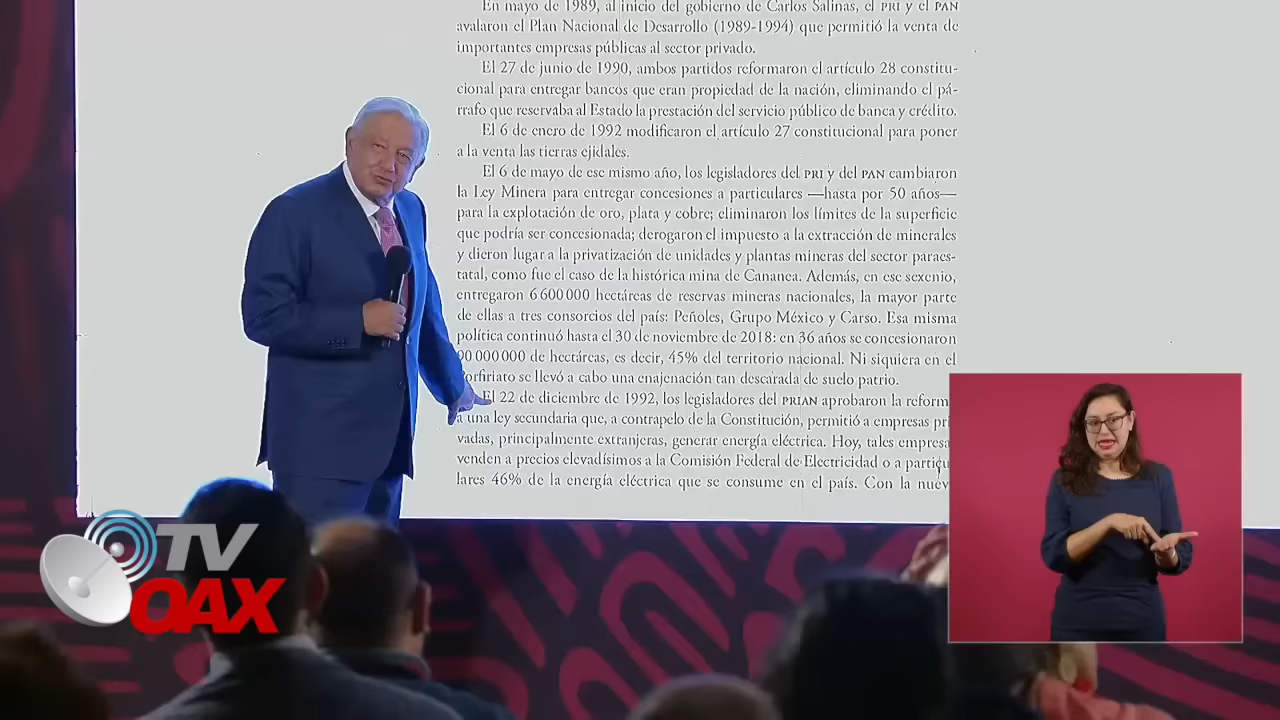 En mayo de 1989, al inicio del gobierno de Carlos Salinas, el PRI y el PAN
avalaron el Plan Nacional de Desarrollo (1989-1994) que permitió la venta de
importantes empresas públicas al sector privado.
El 27 de junio de 1990, ambos partidos reformaron el artículo 28 constitu-
cional para entregar bancos que eran propiedad de la nación, eliminando el pá-
rrafo que reservaba al Estado la prestación del servicio público de banca y crédito.
El 6 de enero de 1992 modificaron el artículo 27 constitucional para poner
a la venta las tierras ejidales.
El 6 de mayo de ese mismo año, los legisladores del PRI y del PAN cambiaron
la Ley Minera para entregar concesiones a particulares —hasta por 50 años—
para la explotación de oro, plata y cobre; eliminaron los límites de la superficie
que podría ser concesionada; derogaron el impuesto a la extracción de minerales
y dieron lugar a la privatización de unidades y plantas mineras del sector paraes-
tatal, como fue el caso de la histórica mina de Cananea. Además, en ese sexenio,
entregaron 6 600 000 hectáreas de reservas mineras nacionales, la mayor parte
de ellas a tres consorcios del país: Peñoles, Grupo México y Carso. Esa misma
política continuó hasta el 30 de noviembre de 2018: en 36 años se concesionaron
00 000 000 de hectáreas, es decir, 45% del territorio nacional. Ni siquiera en el
Porfiriato se llevó a cabo una enajenación tan descarada de suelo patrio.
El 22 de diciembre de 1992, los legisladores del PRIAN aprobaron la reform
a una ley secundaria que, a contrapelo de la Constitución, permitió a empresas pri
vadas, principalmente extranjeras, generar energía eléctrica. Hoy, tales empresa
venden a precios elevadísimos a la Comisión Federal de Electricidad o a particu
lares 46% de la energía eléctrica que se consume en el país. Con la nuev
TV
OAX